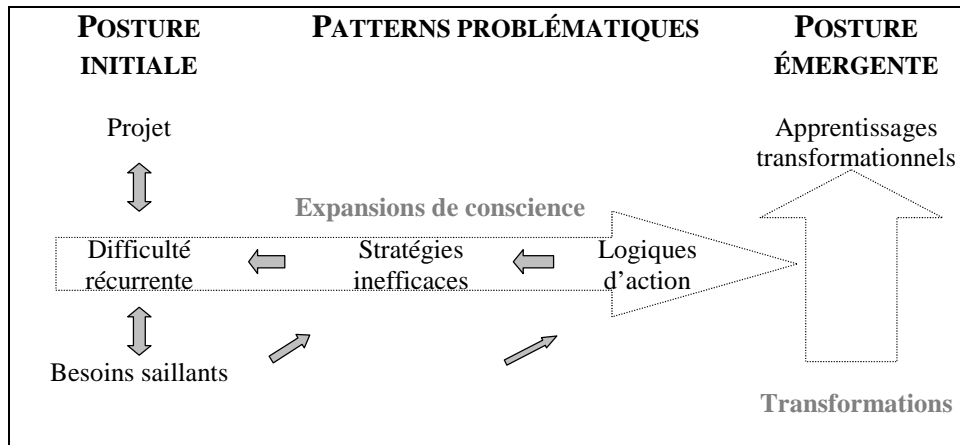 POSTURE INITIALE
PATTERNS PROBLÉMATIQUES
POSTURE ÉMERGENTE
Projet
Apprentissages
transformationnels
Expansions de conscience
Difficulté
récurrente
Stratégies
inefficaces
Logiques
d'action
Besoins saillants
Transformations